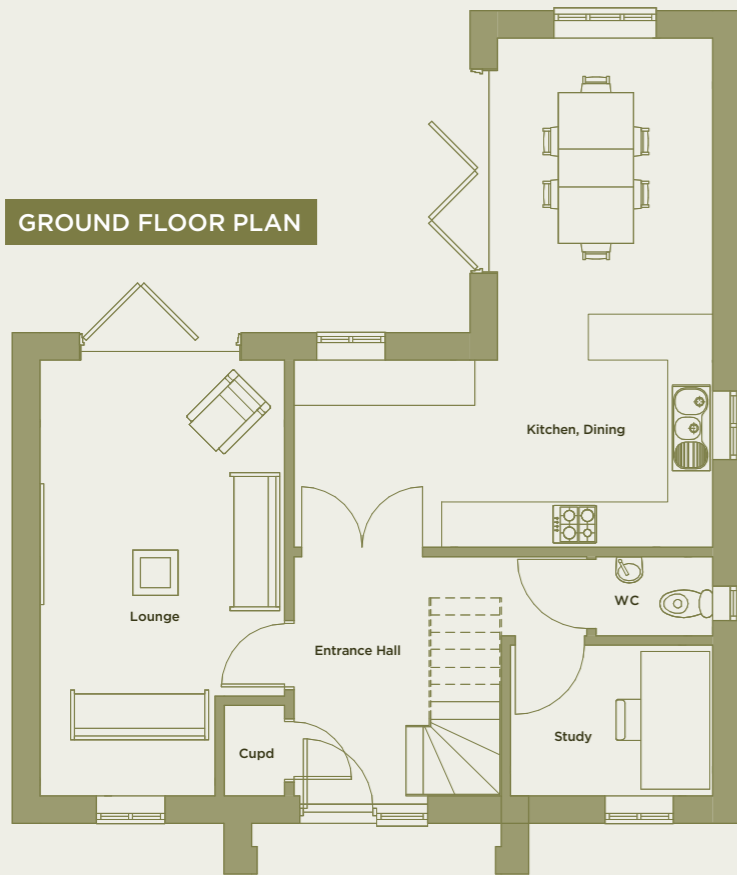 GROUND FLOOR PLAN
Kitchen, Dining
WC
Lounge
Entrance Hall
Study
Cupd